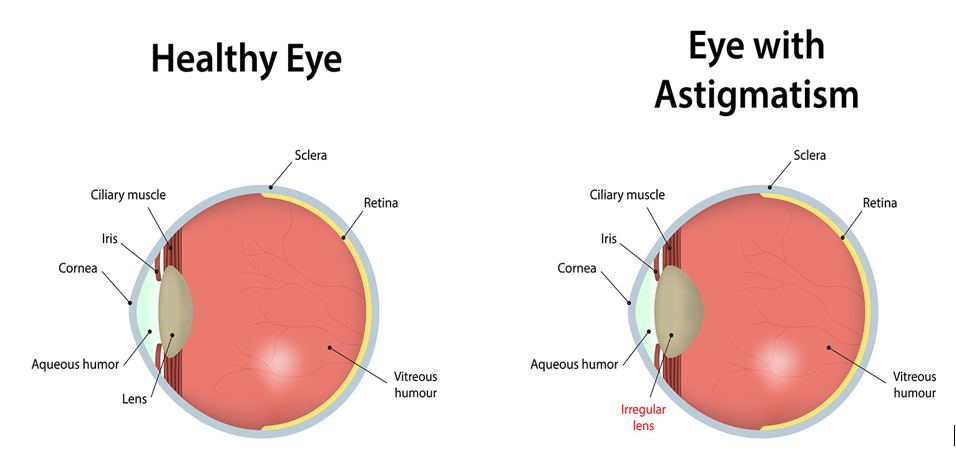 Healthy Eye
Sclera
Ciliary muscle
Retina
Iris
Cornea
Aqueous humor
Lens
Vitreous
humour
Eye with
Astigmatism
Sclera
Ciliary muscle
Retina
Iris
Cornea
Aqueous humor
Irregular
lens
Vitreous
humour